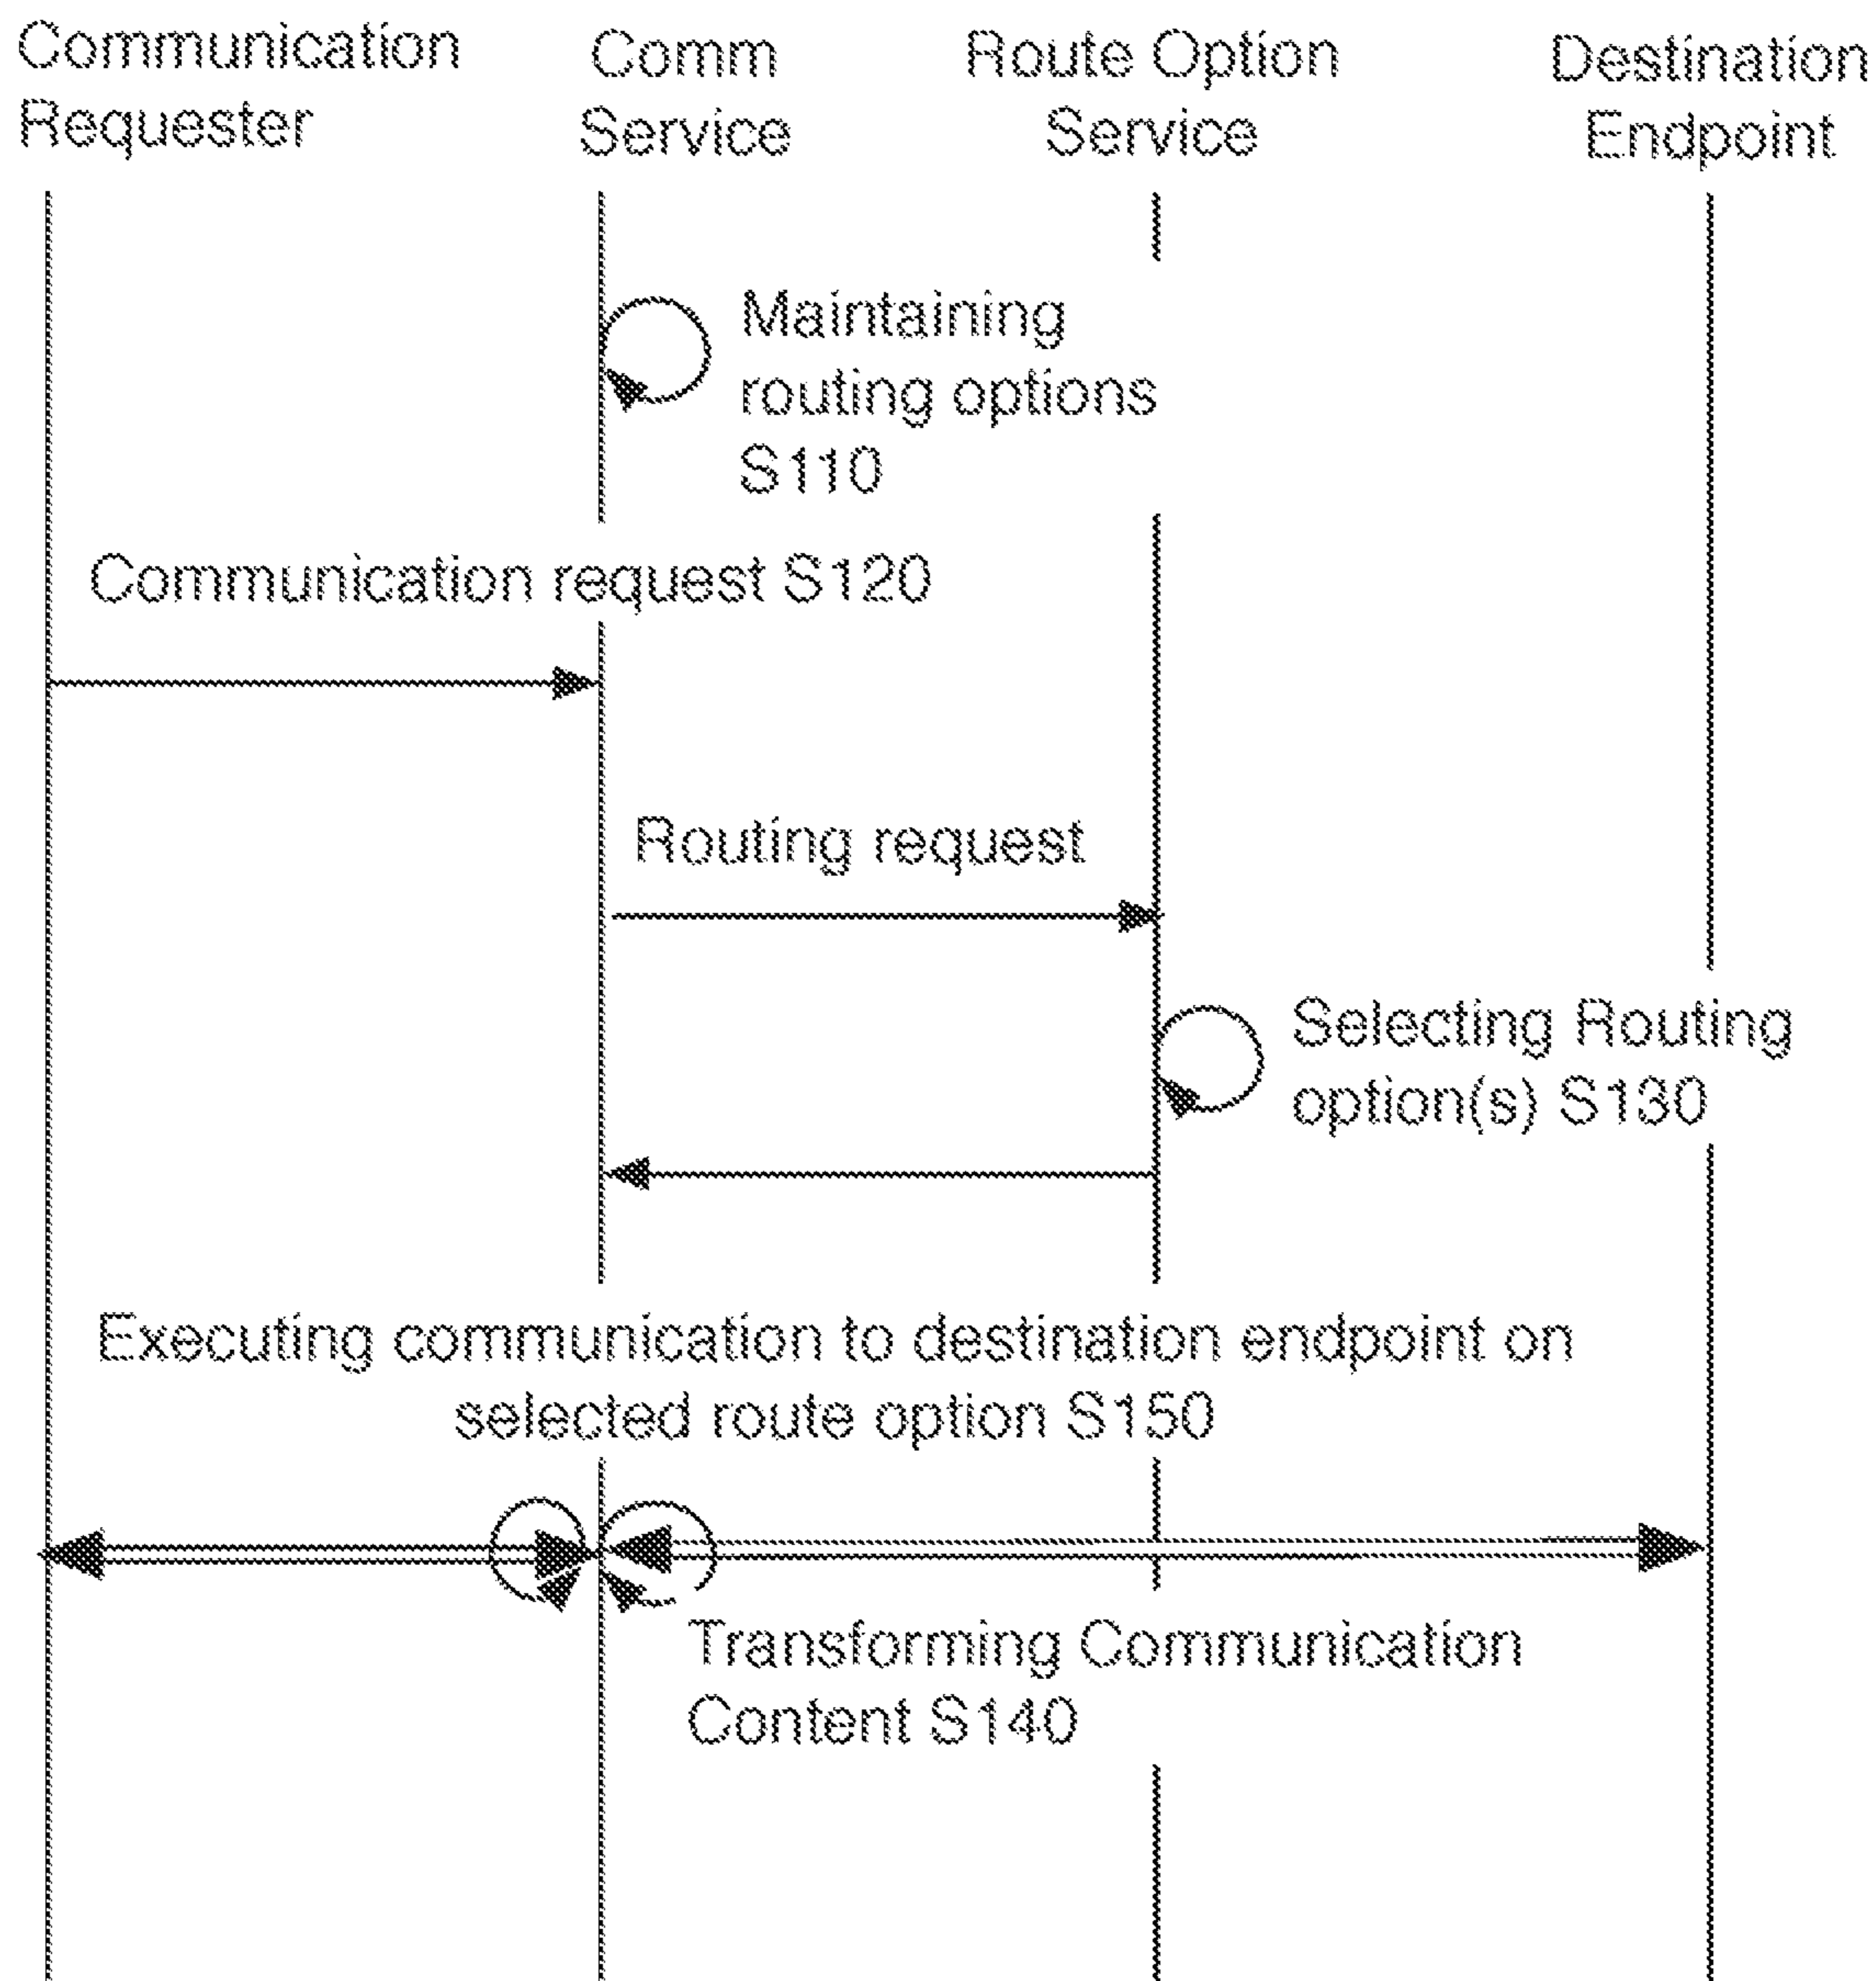 Communication
Requester
Comm
Service
Route Option
Service
Destination
Endpoint
Maintaining
routing options
S110
Communication request S120
Routing request
Selecting Routing
option(s) S130
Executing communication to destination endpoint on
selected route option S150
Transforming Communication
Content S140